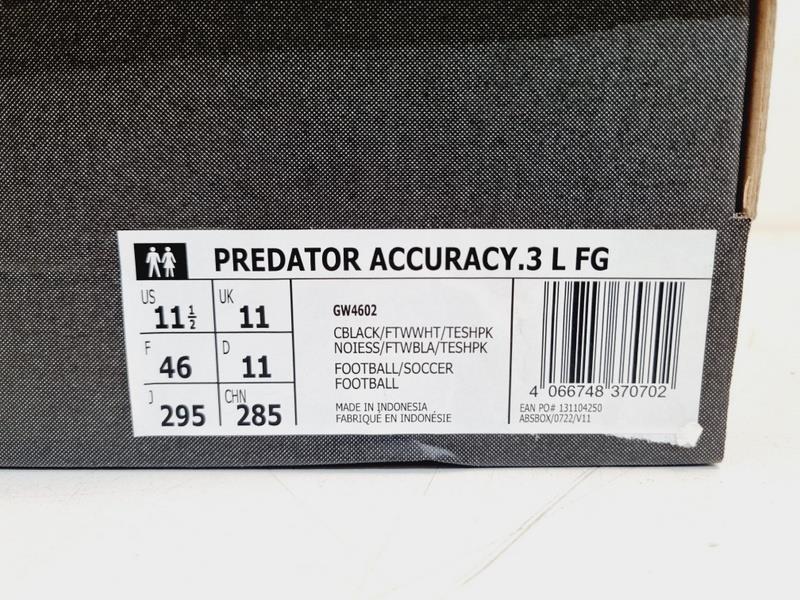 PREDATOR ACCURACY.3 L FG
US 11 1/2
UK 11
F 46
D 11
J 295
CHN 285
GW4602
CBLACK/FTWWHT/TESHPK
NOIESS/FTWBLA/TESHPK
FOOTBALL/SOCCER
FOOTBALL
MADE IN INDONESIA
FABRIQUÉ EN INDONÉSIE
4 066748 370702
EAN PO# 131104250
ABSBOX/0722/V11